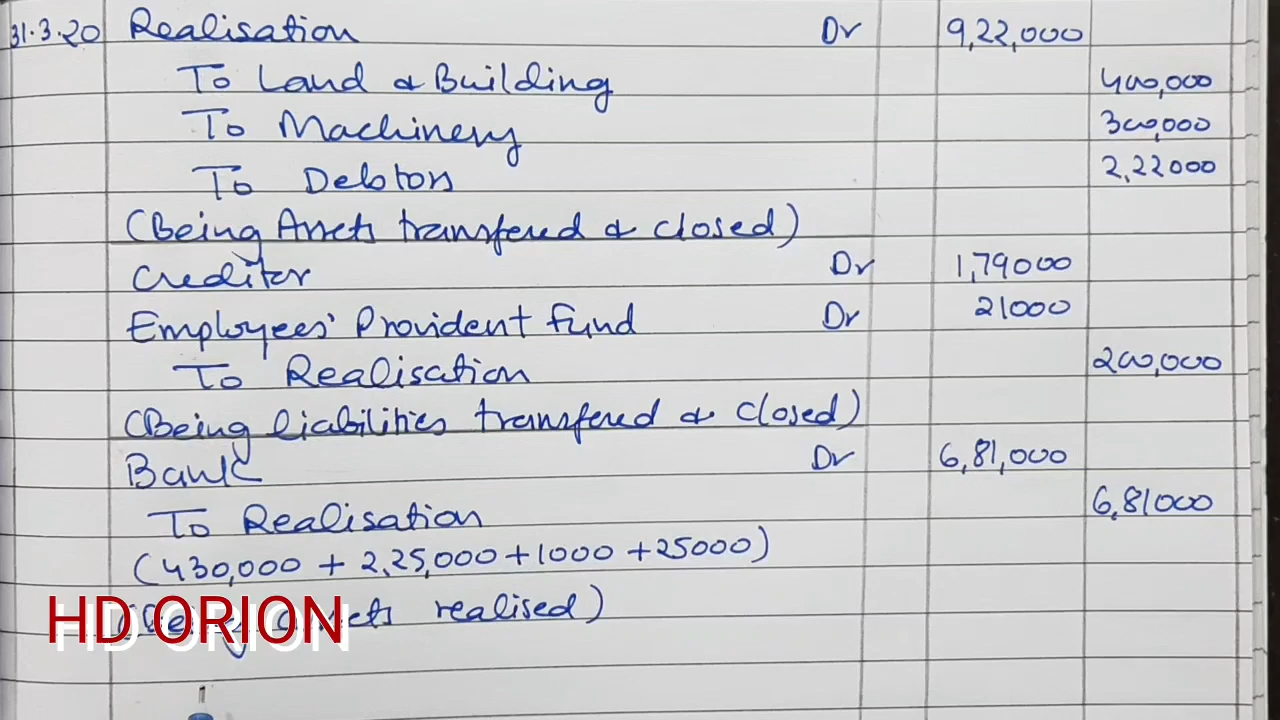 31.3.20 Realisation Dr 9,22,000
To Land & Building 400,000
To Machinery 300,000
To Debtors 2,22000
(Being Assets transfered & closed)
Creditor Dr 1,79000
Employees' Provident fund Dr 21000
To Realisation 200,000
(Being liabilities transfered & closed)
Bank Dr 6,81,000
To Realisation 6,81000
(430,000 + 2,25,000 + 1000 + 25000)
(Being assets realised)
HD ORION